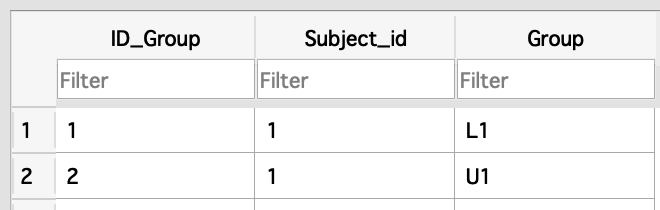 ID_Group Subject_id Group
Filter Filter Filter
1 1 1 L1
2 2 1 U1